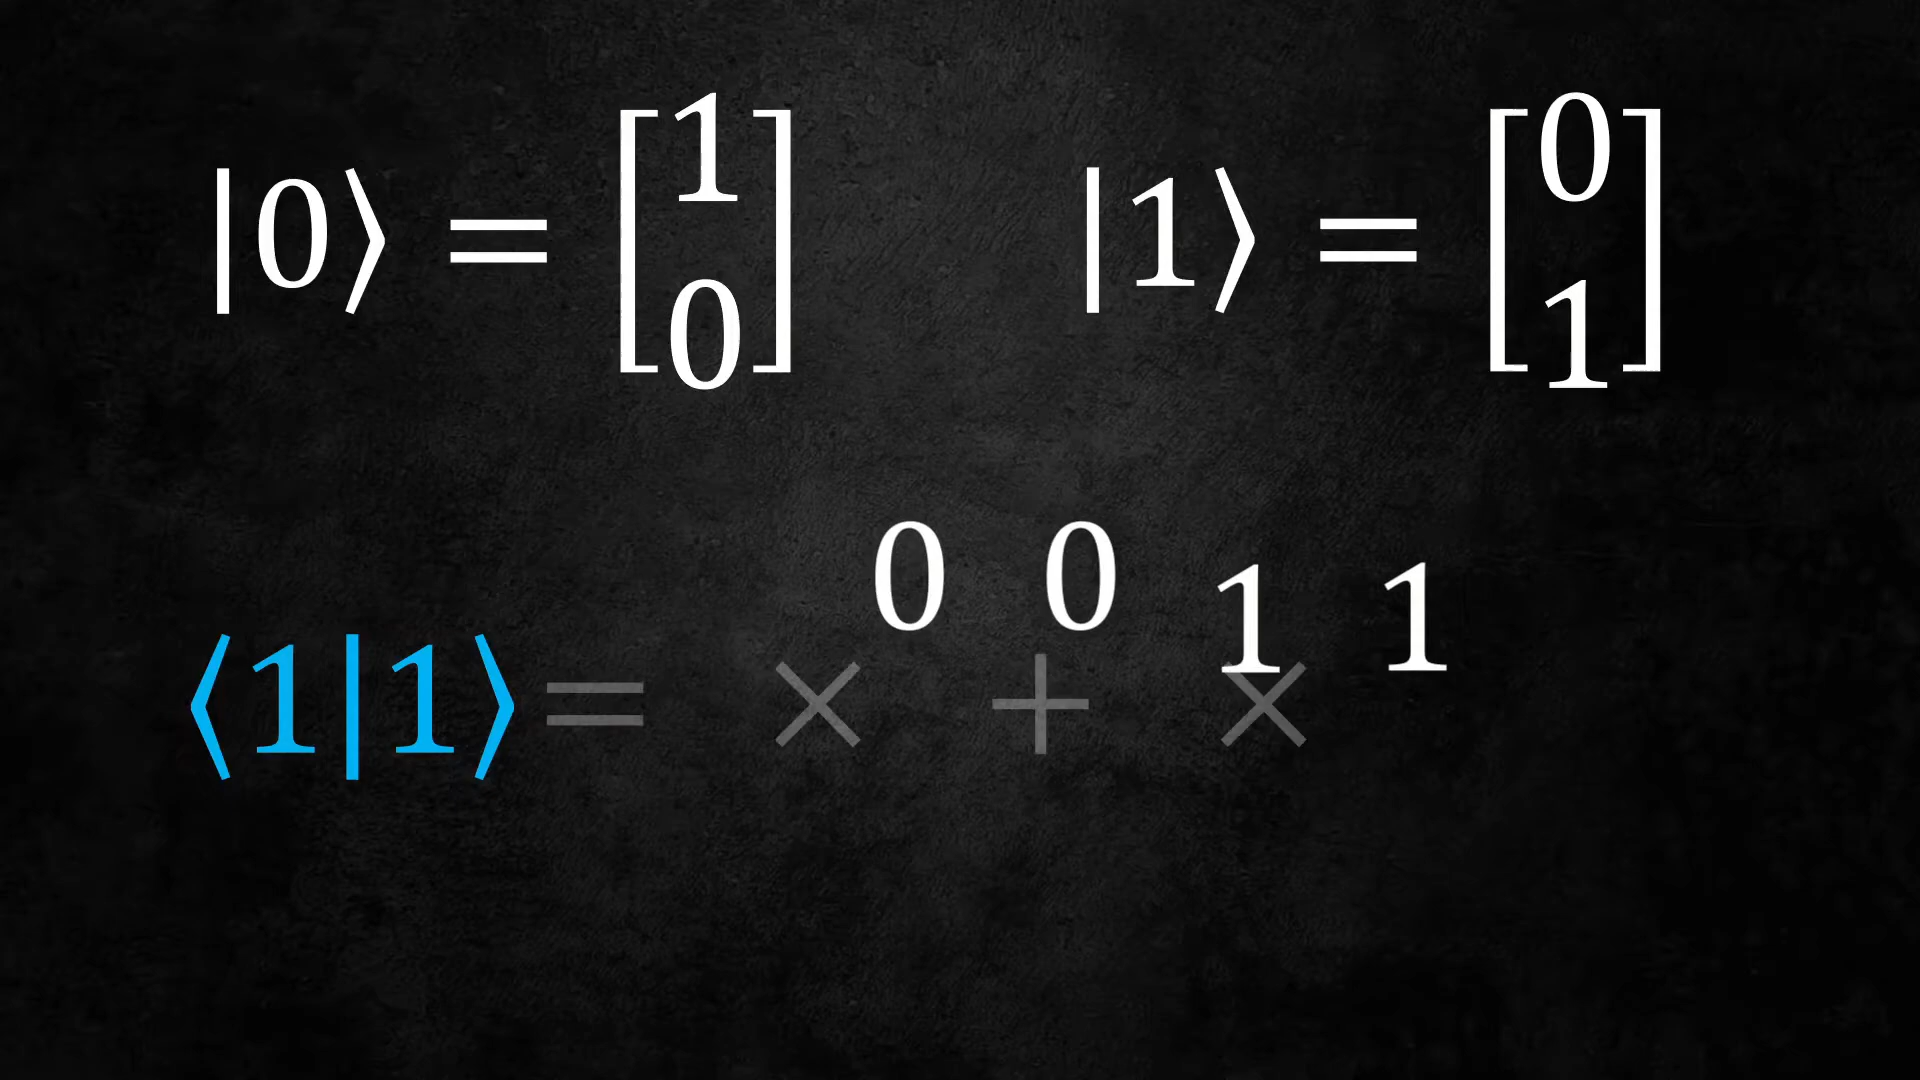 |0⟩ = [1 0] |1⟩ = [0 1]
0 0 1 1
⟨1|1⟩ = × + ×